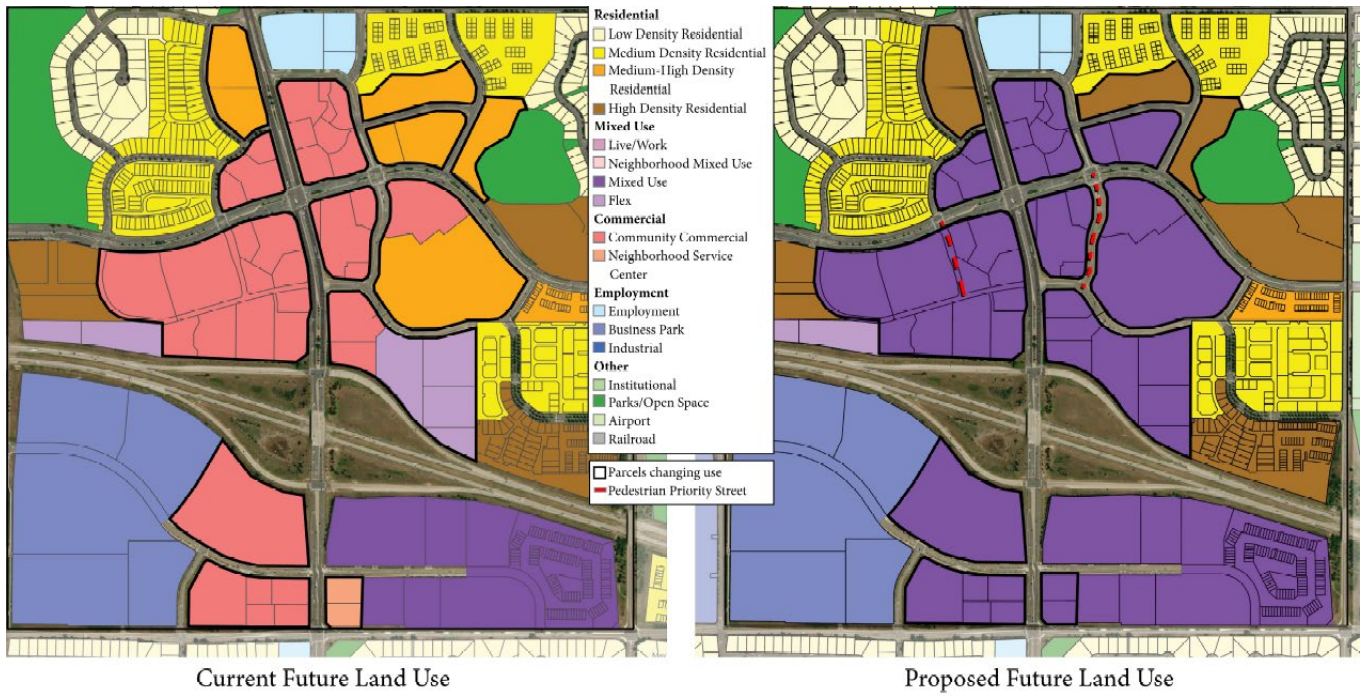 Residential
Low Density Residential
Medium Density Residential
Medium-High Density
Residential
High Density Residential
Mixed Use
Live/Work
Neighborhood Mixed Use
Mixed Use
Flex
Commercial
Community Commercial
Neighborhood Service
Center
Employment
Employment
Business Park
Industrial
Other
Institutional
Parks/Open Space
Airport
Railroad
Parcels changing use
Pedestrian Priority Street
Current Future Land Use
Proposed Future Land Use